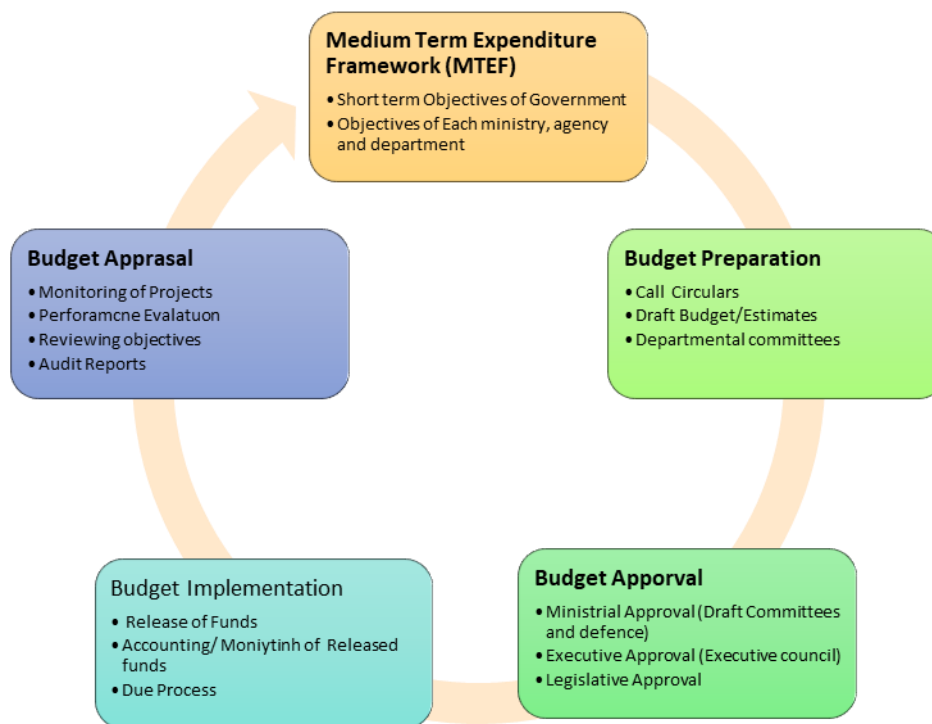 Medium Term Expenditure
Framework (MTEF)
• Short term Objectives of Government
• Objectives of Each ministry, agency
and department
Budget Preparation
• Call Circulars
• Draft Budget/Estimates
• Departmental committees
Budget Apporval
• Ministrial Approval (Draft Committees
and defence)
• Executive Approval (Executive council)
• Legislative Approval
Budget Implementation
• Release of Funds
• Accounting/ Moniytinh of Released
funds
• Due Process
Budget Apprasal
• Monitoring of Projects
• Perforamcne Evalatuon
• Reviewing objectives
• Audit Reports